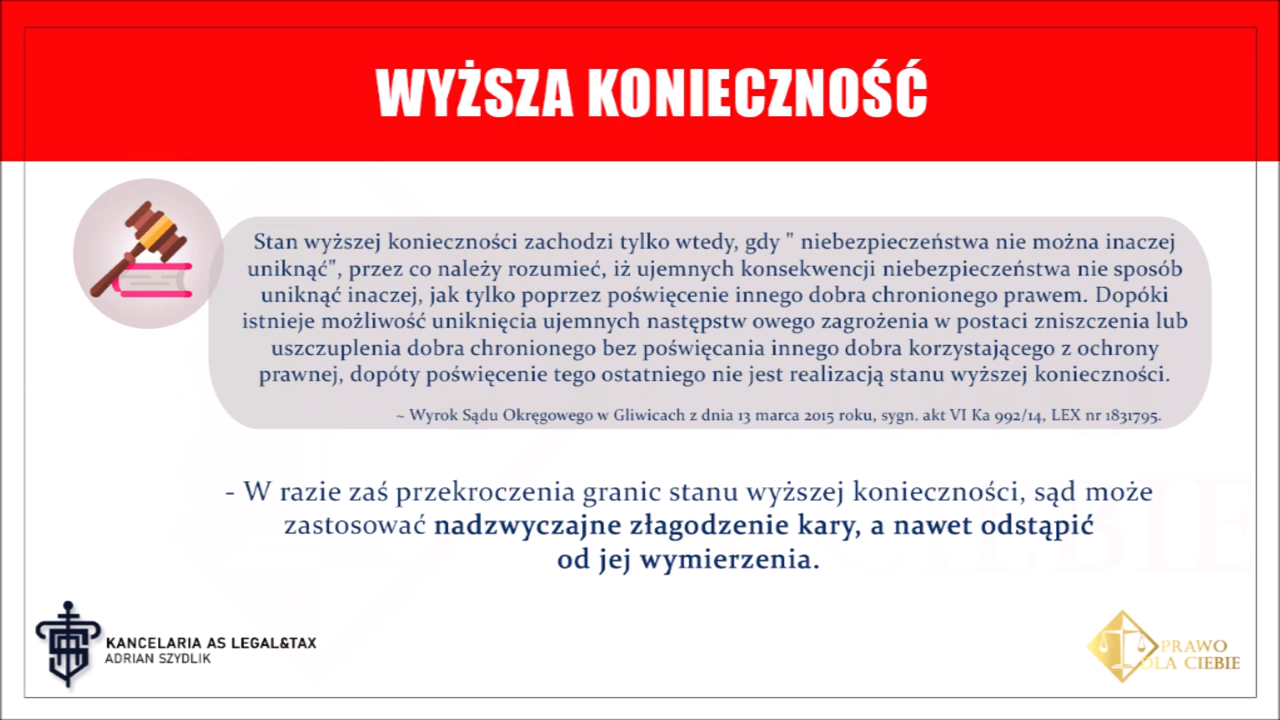 WYŻSZA KONIECZNOŚĆ
Stan wyższej konieczności zachodzi tylko wtedy, gdy " niebezpieczeństwa nie można inaczej
uniknąć", przez co należy rozumieć, iż ujemnych konsekwencji niebezpieczeństwa nie sposób
uniknąć inaczej, jak tylko poprzez poświęcenie innego dobra chronionego prawem. Dopóki
istnieje możliwość uniknięcia ujemnych następstw owego zagrożenia w postaci zniszczenia lub
uszczuplenia dobra chronionego bez poświęcania innego dobra korzystającego z ochrony
prawnej, dopóty poświęcenie tego ostatniego nie jest realizacją stanu wyższej konieczności.
~ Wyrok Sądu Okręgowego w Gliwicach z dnia 13 marca 2015 roku, sygn. akt VI Ka 992/14, LEX nr 1831795.
- W razie zaś przekroczenia granic stanu wyższej konieczności, sąd może
zastosować nadzwyczajne złagodzenie kary, a nawet odstąpić
od jej wymierzenia.
KANCELARIA AS LEGAL&TAX
ADRIAN SZYDLIK
PRAWO
DLA CIEBIE